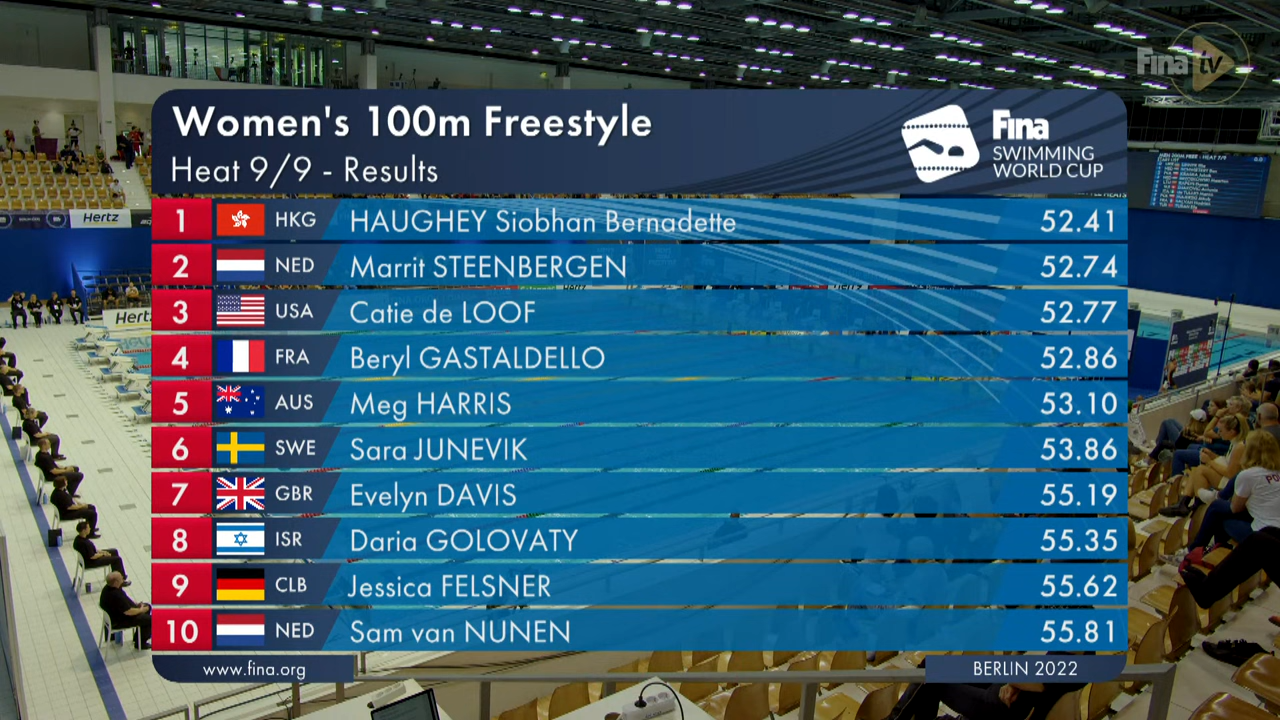 Fina tv
Women's 100m Freestyle
Heat 9/9 - Results
Fina
SWIMMING
WORLD CUP
1 HKG HAUGHEY Siobhan Bernadette 52.41
2 NED Marrit STEENBERGEN 52.74
3 USA Catie de LOOF 52.77
4 FRA Beryl GASTALDELLO 52.86
5 AUS Meg HARRIS 53.10
6 SWE Sara JUNEVIK 53.86
7 GBR Evelyn DAVIS 55.19
8 ISR Daria GOLOVATY 55.35
9 CLB Jessica FELSNER 55.62
10 NED Sam van NUNEN 55.81
www.fina.org
BERLIN 2022
Hertz
Hertz